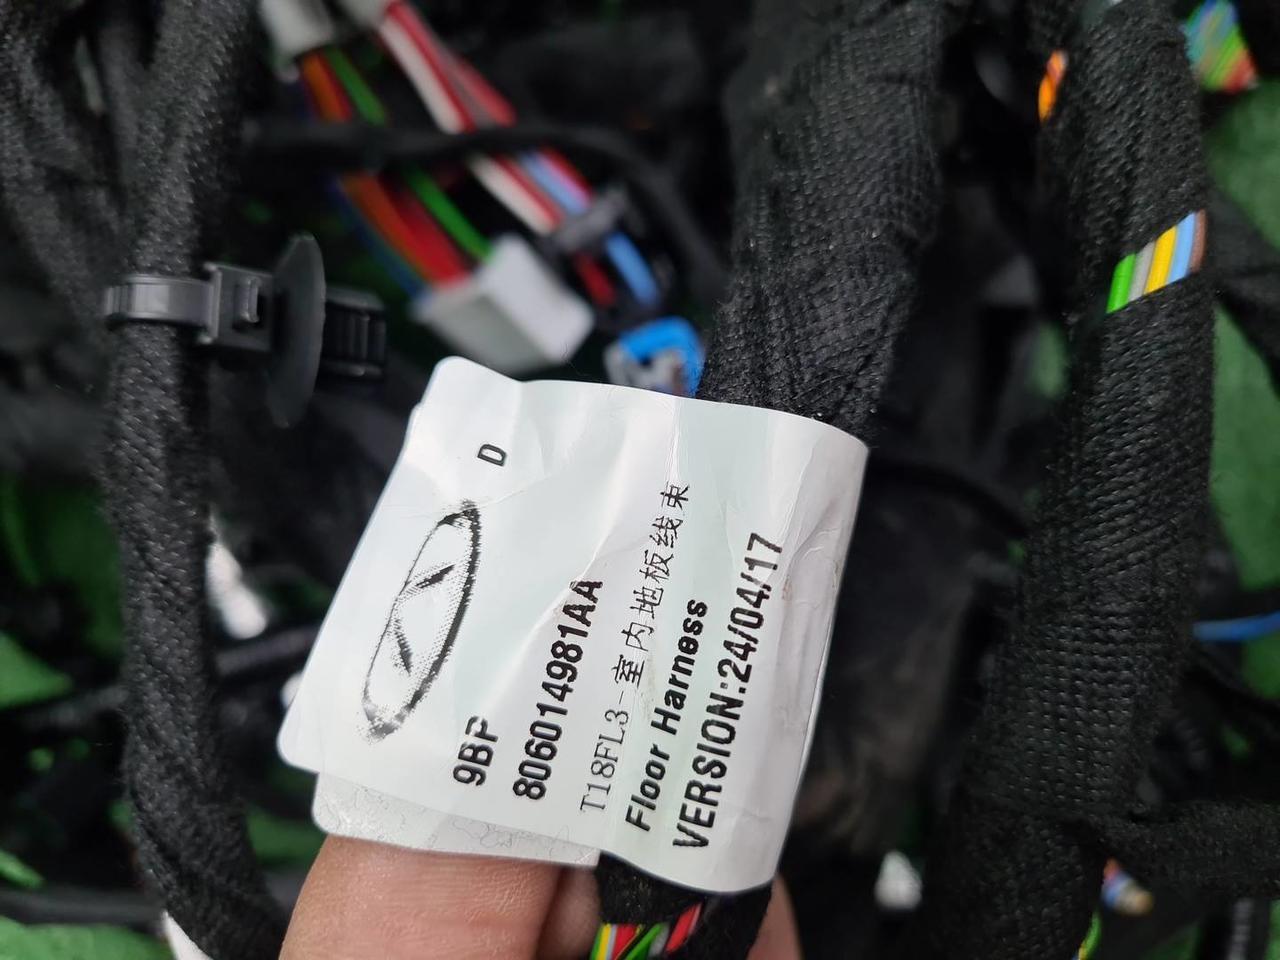 D
9BP
806014981AA
T18FL3-室内地板线束
Floor Harness
VERSION:24/04/17